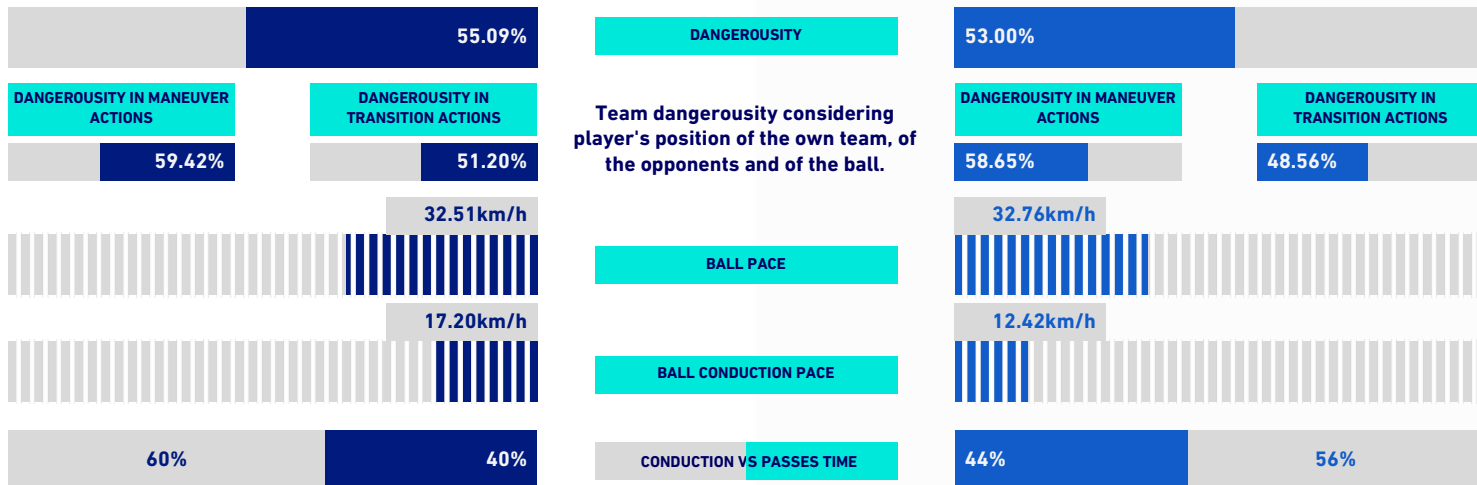 55.09%
DANGEROUSITY
53.00%
DANGEROUSITY IN MANEUVER
ACTIONS
DANGEROUSITY IN
TRANSITION ACTIONS
59.42%
51.20%
Team dangerousity considering
player's position of the own team, of
the opponents and of the ball.
DANGEROUSITY IN MANEUVER
ACTIONS
DANGEROUSITY IN
TRANSITION ACTIONS
58.65%
48.56%
32.51km/h
BALL PACE
32.76km/h
17.20km/h
BALL CONDUCTION PACE
12.42km/h
60%
40%
CONDUCTION VS PASSES TIME
44%
56%